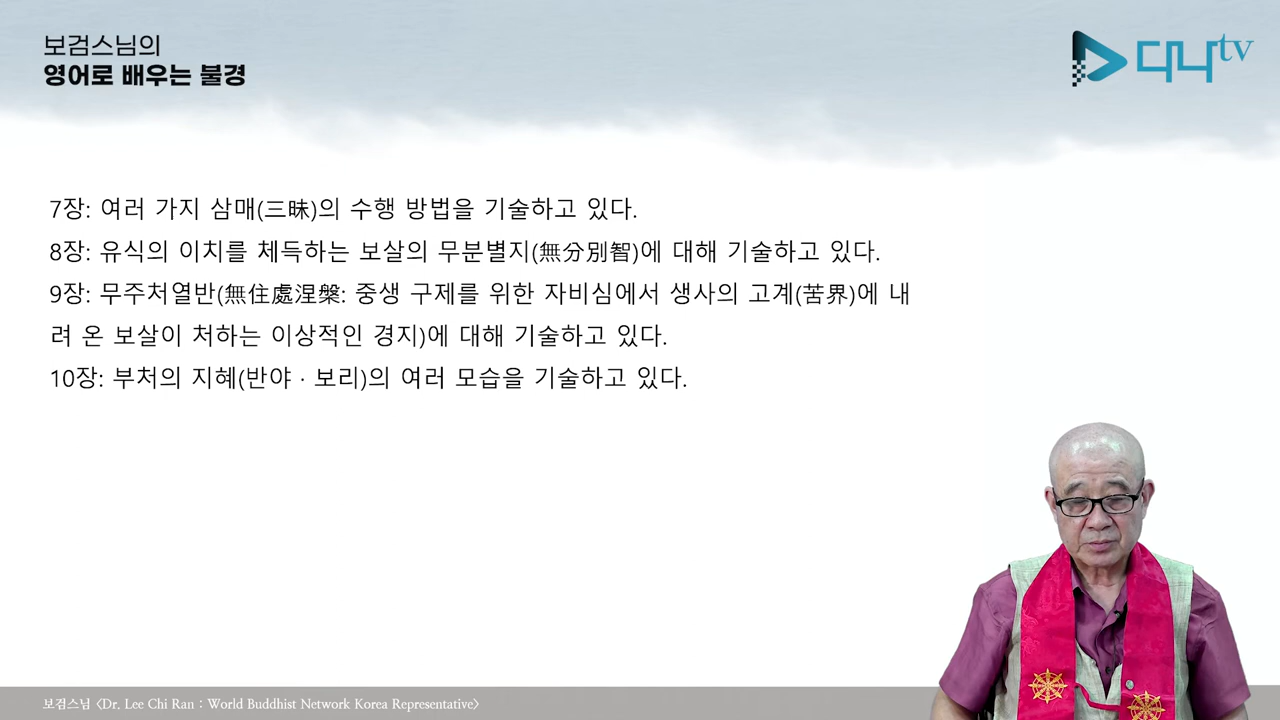 보검스님의
영어로 배우는 불경
디나tv
7장: 여러 가지 삼매(三昧)의 수행 방법을 기술하고 있다.
8장: 유식의 이치를 체득하는 보살의 무분별지(無分別智)에 대해 기술하고 있다.
9장: 무주처열반(無住處涅槃: 중생 구제를 위한 자비심에서 생사의 고계(苦界)에 내
려 온 보살이 처하는 이상적인 경지)에 대해 기술하고 있다.
10장: 부처의 지혜(반야 · 보리)의 여러 모습을 기술하고 있다.
보검스님 <Dr. Lee Chi Ran : World Buddhist Network Korea Representative>